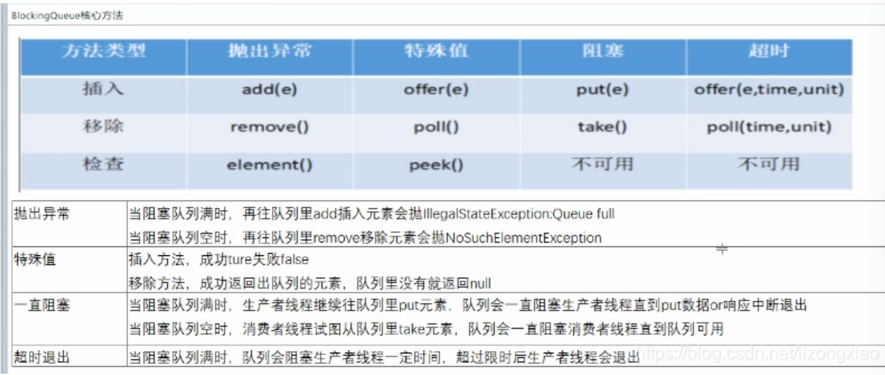 BlockingQueue核心方法
方法类型 抛出异常 特殊值 阻塞 超时
插入 add(e) offer(e) put(e) offer(e,time,unit)
移除 remove() poll() take() poll(time,unit)
检查 element() peek() 不可用 不可用
抛出异常 当阻塞队列满时，再往队列里add插入元素会抛IllegalStateException:Queue full
当阻塞队列空时，再往队列里remove移除元素会抛NoSuchElementException
特殊值 插入方法，成功ture失败false
移除方法，成功返回出队列的元素，队列里没有就返回null
一直阻塞 当阻塞队列满时，生产者线程继续往队列里put元素，队列会一直阻塞生产者线程直到put数据or响应中断退出
当阻塞队列空时，消费者线程试图从队列里take元素，队列会一直阻塞消费者线程直到队列可用
超时退出 当阻塞队列满时，队列会阻塞生产者线程一定时间，超过限时后生产者线程会退出
https://blog.csdn.net/lizongxiao